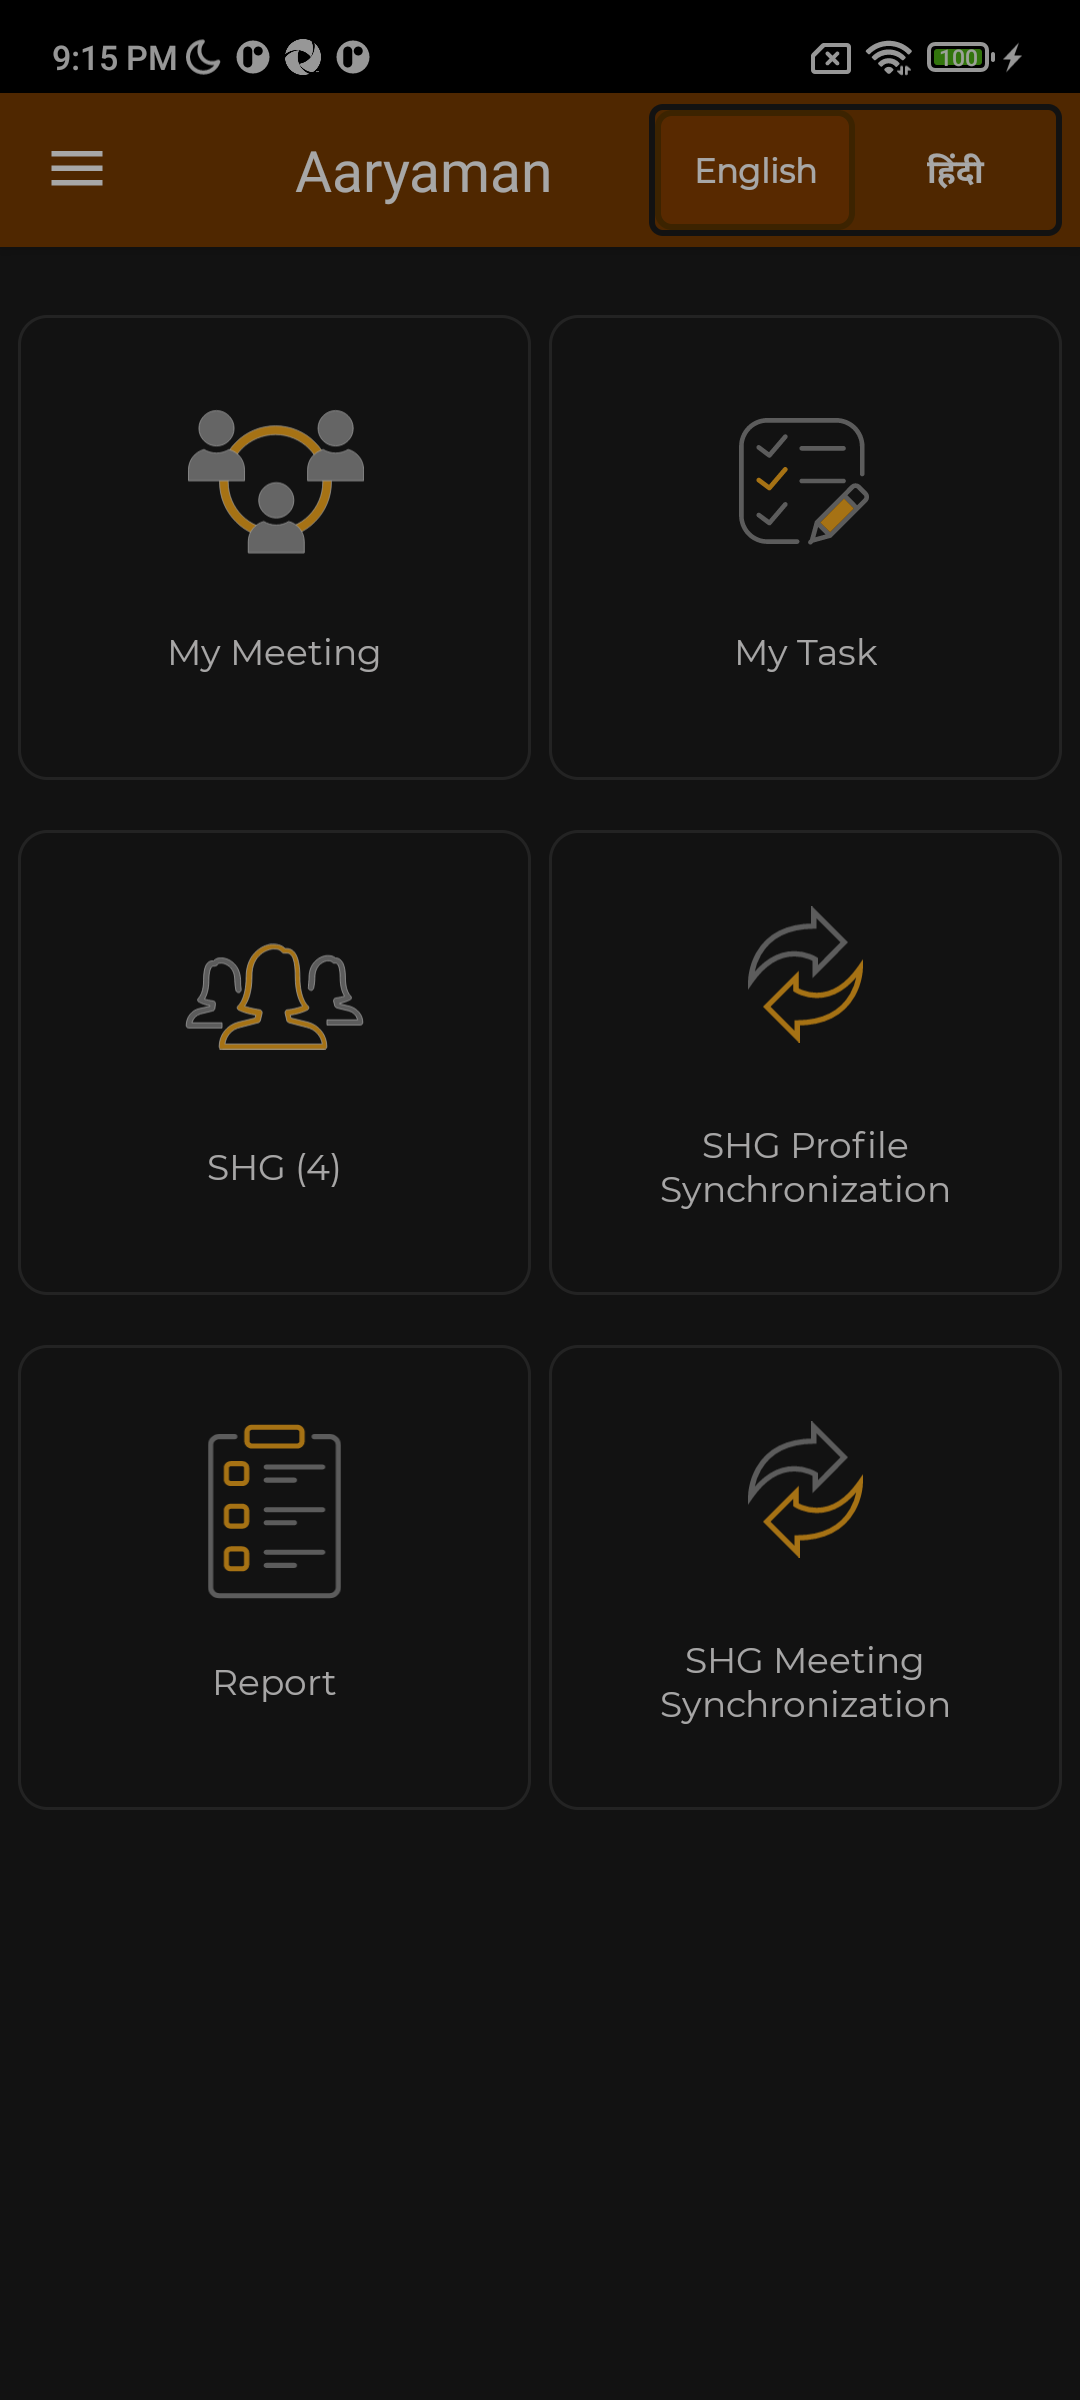 9:15 PM
100
Aaryaman
English
हिंदी
My Meeting
My Task
SHG (4)
SHG Profile
Synchronization
Report
SHG Meeting
Synchronization